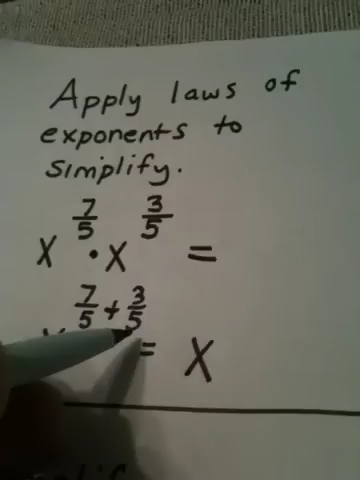 Apply laws of
exponents to
simplify.
x^(7/5) · x^(3/5) =
x^(7/5 + 3/5) = x